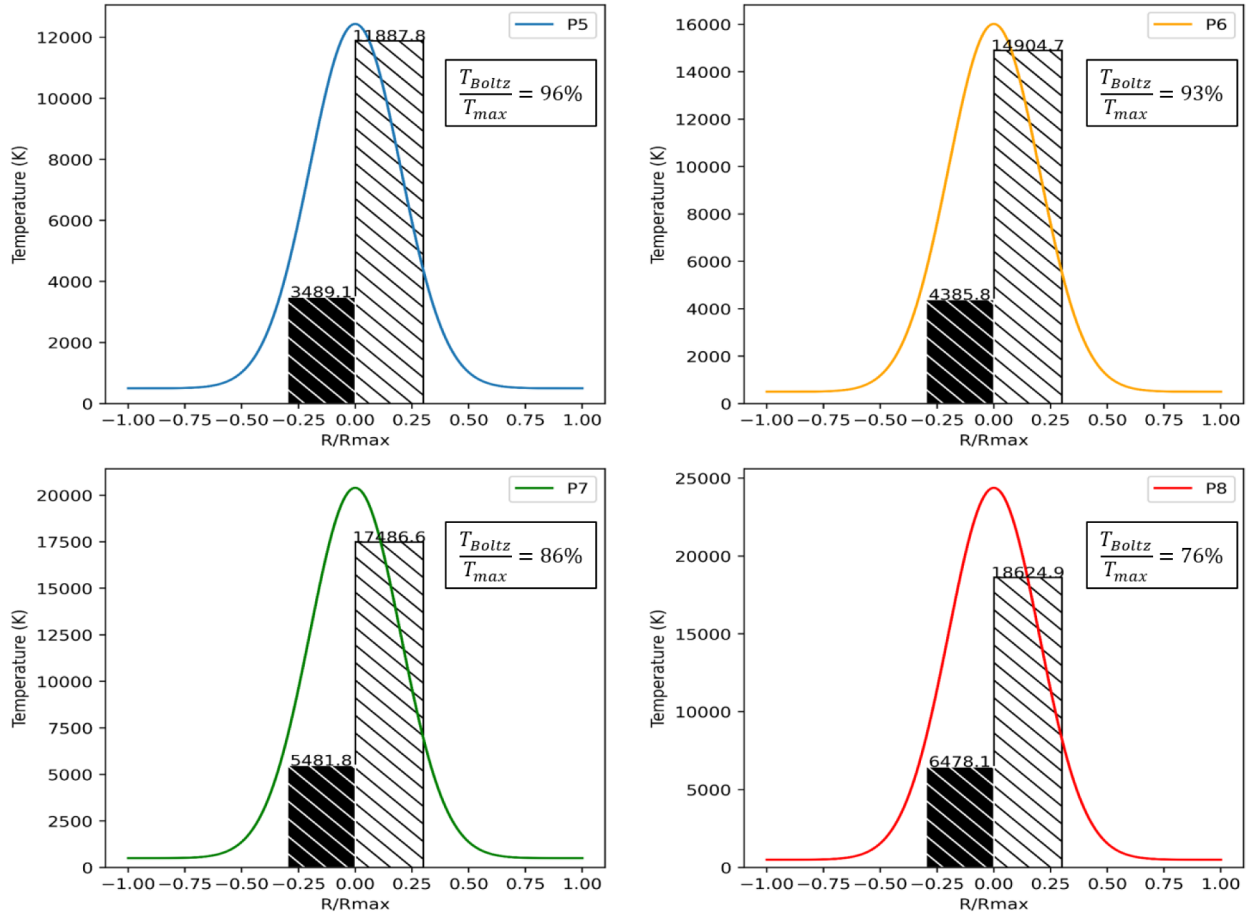 P5
12000
10000
8000
6000
4000
2000
0
Temperature (K)
11887.8
3489.1
T_Boltz/T_max = 96%
−1.00 −0.75 −0.50 −0.25 0.00 0.25 0.50 0.75 1.00
R/Rmax
P6
16000
14000
12000
10000
8000
6000
4000
2000
0
Temperature (K)
14904.7
4385.8
T_Boltz/T_max = 93%
−1.00 −0.75 −0.50 −0.25 0.00 0.25 0.50 0.75 1.00
R/Rmax
P7
20000
17500
15000
12500
10000
7500
5000
2500
0
Temperature (K)
17486.6
5481.8
T_Boltz/T_max = 86%
−1.00 −0.75 −0.50 −0.25 0.00 0.25 0.50 0.75 1.00
R/Rmax
P8
25000
20000
15000
10000
5000
0
Temperature (K)
18624.9
6478.1
T_Boltz/T_max = 76%
−1.00 −0.75 −0.50 −0.25 0.00 0.25 0.50 0.75 1.00
R/Rmax